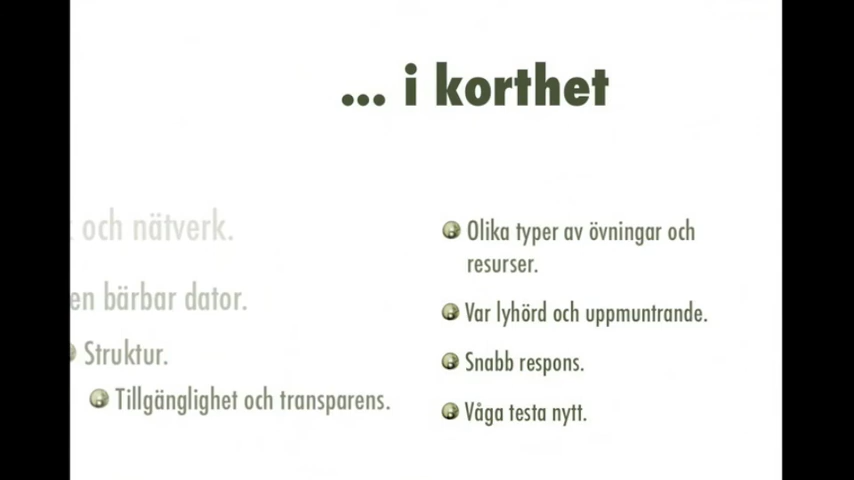 ... i korthet
och nätverk.
en bärbar dator.
Struktur.
Tillgänglighet och transparens.
Olika typer av övningar och
resurser.
Var lyhörd och uppmuntrande.
Snabb respons.
Våga testa nytt.